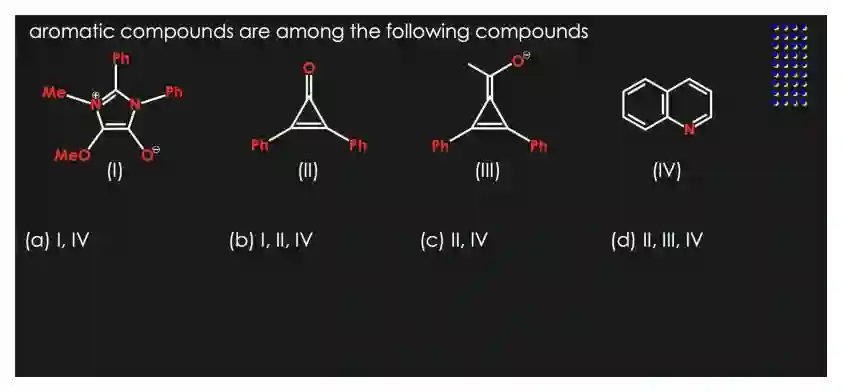 aromatic compounds are among the following compounds
Ph
Me N⊕ N Ph
MeO O⊖
(I)
O
Ph Ph
(II)
O⊖
Ph Ph
(III)
N
(IV)
(a) I, IV
(b) I, II, IV
(c) II, IV
(d) II, III, IV